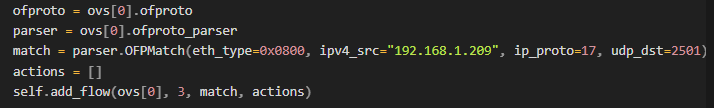 ofproto = ovs[0].ofproto
parser = ovs[0].ofproto_parser
match = parser.OFPMatch(eth_type=0x0800, ipv4_src="192.168.1.209", ip_proto=17, udp_dst=2501)
actions = []
self.add_flow(ovs[0], 3, match, actions)